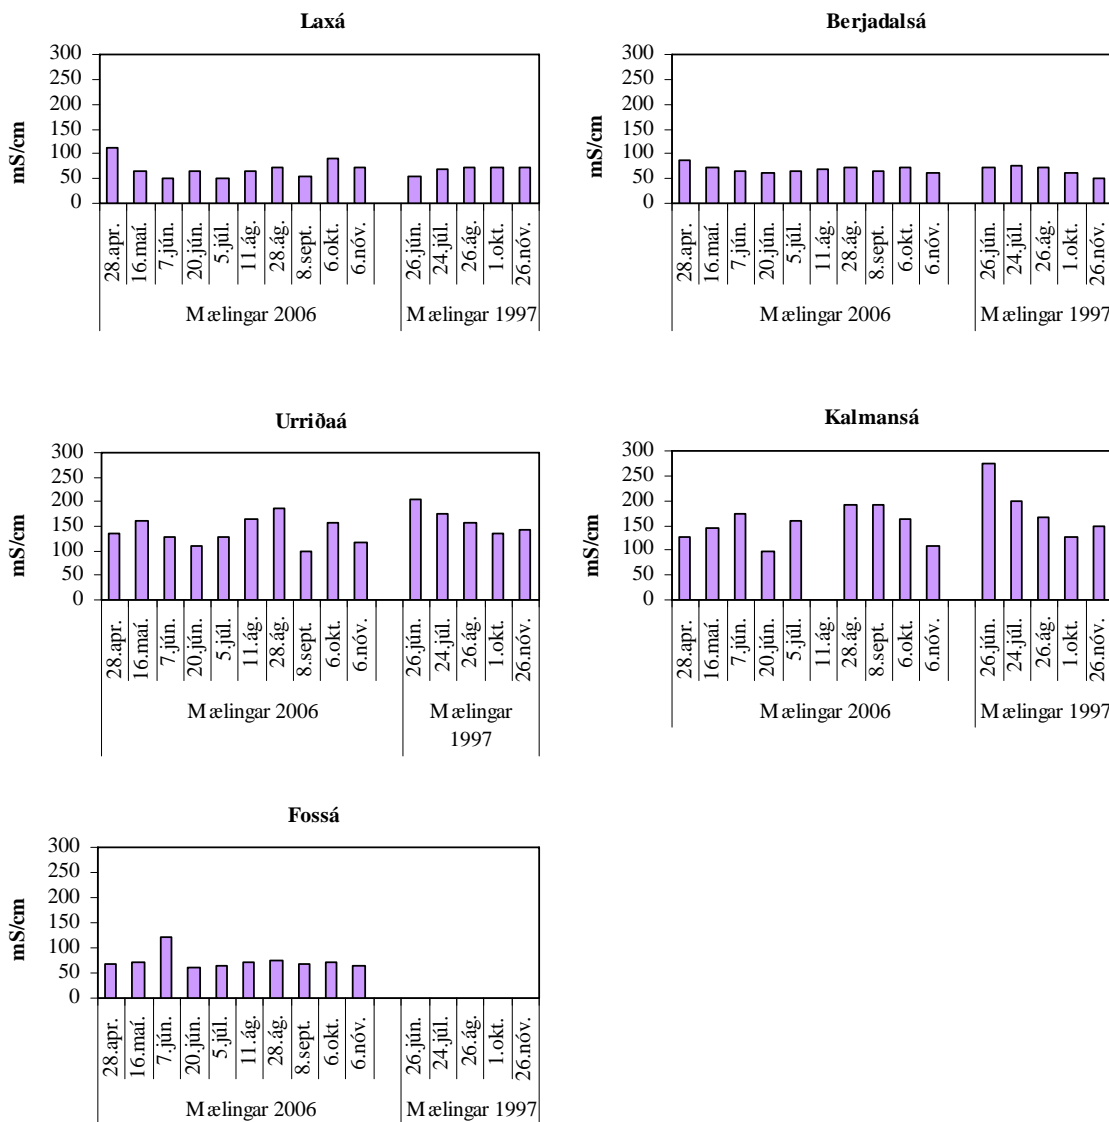 Laxá
mS/cm
300
250
200
150
100
50
0
28.apr.
16.maí.
7.jún.
20.jún.
5.júl.
11.ág.
28.ág.
8.sept.
6.okt.
6.nóv.
26.jún.
24.júl.
26.ág.
1.okt.
26.nóv.
Mælingar 2006
Mælingar 1997
Berjadalsá
mS/cm
300
250
200
150
100
50
0
28.apr.
16.maí.
7.jún.
20.jún.
5.júl.
11.ág.
28.ág.
8.sept.
6.okt.
6.nóv.
26.jún.
24.júl.
26.ág.
1.okt.
26.nóv.
Mælingar 2006
Mælingar 1997
Urriðaá
mS/cm
300
250
200
150
100
50
0
28.apr.
16.maí.
7.jún.
20.jún.
5.júl.
11.ág.
28.ág.
8.sept.
6.okt.
6.nóv.
26.jún.
24.júl.
26.ág.
1.okt.
26.nóv.
Mælingar 2006
Mælingar
1997
Kalmansá
mS/cm
300
250
200
150
100
50
0
28.apr.
16.maí.
7.jún.
20.jún.
5.júl.
11.ág.
28.ág.
8.sept.
6.okt.
6.nóv.
26.jún.
24.júl.
26.ág.
1.okt.
26.nóv.
Mælingar 2006
Mælingar 1997
Fossá
mS/cm
300
250
200
150
100
50
0
28.apr.
16.maí.
7.jún.
20.jún.
5.júl.
11.ág.
28.ág.
8.sept.
6.okt.
6.nóv.
26.jún.
24.júl.
26.ág.
1.okt.
26.nóv.
Mælingar 2006
Mælingar 1997